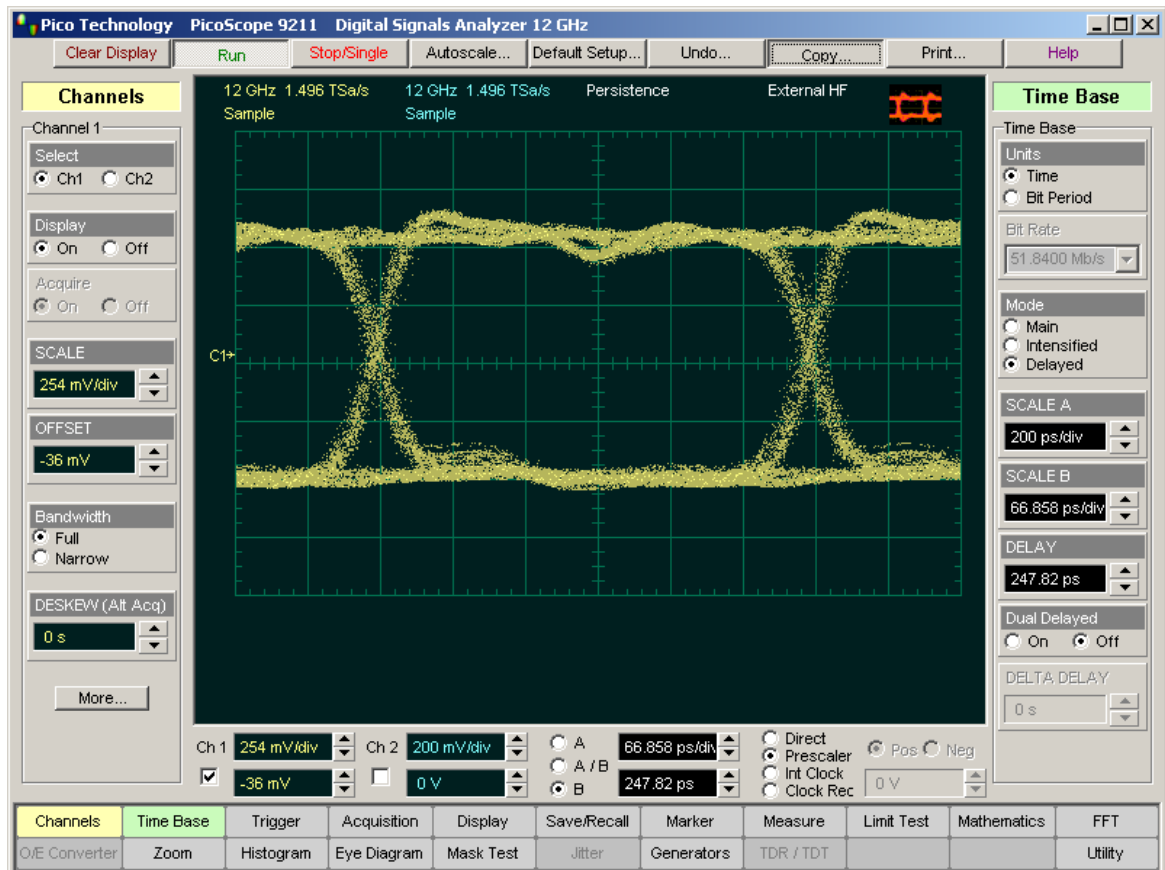 Pico Technology PicoScope 9211 Digital Signals Analyzer 12 GHz
Clear Display Run Stop/Single Autoscale... Default Setup... Undo... Copy... Print... Help
Channels
Channel 1
Select
Ch1 Ch2
Display
On Off
Acquire
On Off
SCALE
254 mV/div
OFFSET
-36 mV
Bandwidth
Full
Narrow
DESKEW (Alt Acq)
0 s
More...
12 GHz 1.496 TSa/s 12 GHz 1.496 TSa/s Persistence External HF
Sample Sample
C1
Time Base
Time Base
Units
Time
Bit Period
Bit Rate
51.8400 Mb/s
Mode
Main
Intensified
Delayed
SCALE A
200 ps/div
SCALE B
66.858 ps/div
DELAY
247.82 ps
Dual Delayed
On Off
DELTA DELAY
0 s
Ch 1 254 mV/div Ch 2 200 mV/div A 66.858 ps/div Direct
Prescaler Pos Neg
A / B
-36 mV 0 V B 247.82 ps Int Clock 0 V
Clock Rec
Channels Time Base Trigger Acquisition Display Save/Recall Marker Measure Limit Test Mathematics FFT
O/E Converter Zoom Histogram Eye Diagram Mask Test Jitter Generators TDR / TDT Utility